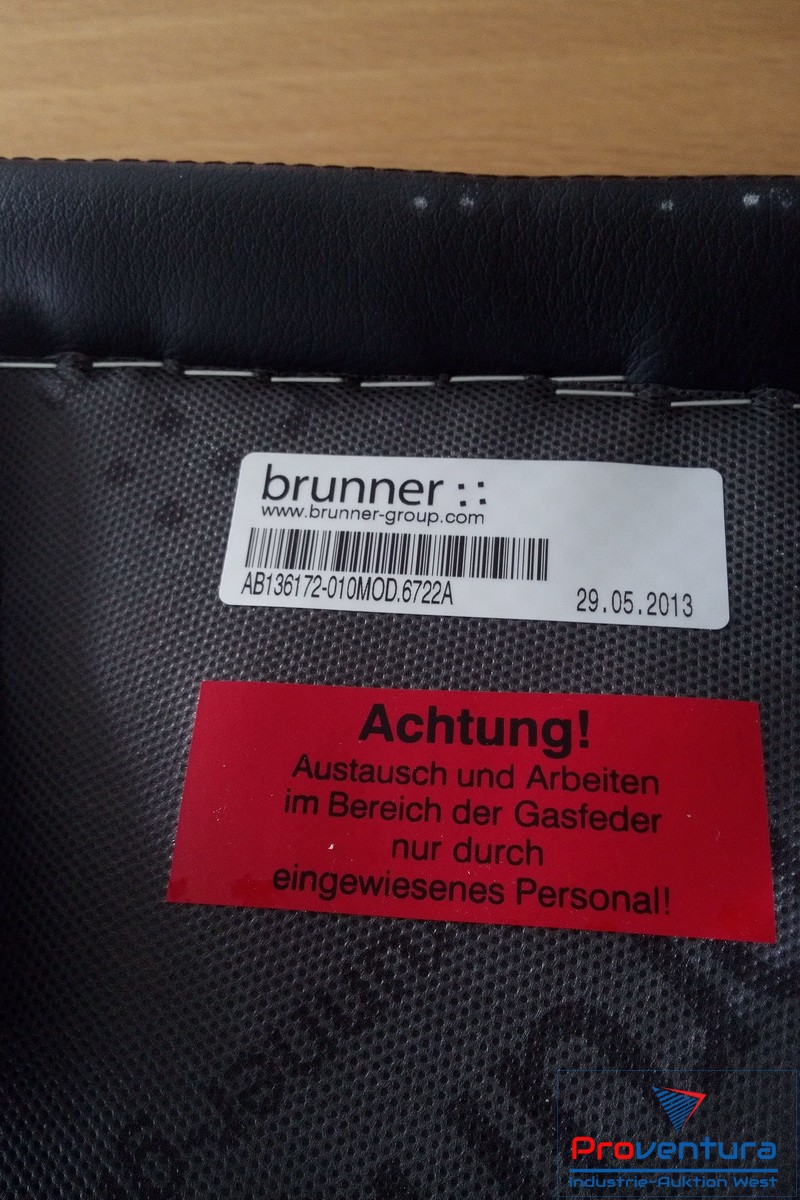 brunner ::
www.brunner-group.com
AB136172-010MOD.6722A
29.05.2013
Achtung!
Austausch und Arbeiten
im Bereich der Gasfeder
nur durch
eingewiesenes Personal!
Proventura
Industrie-Auktion West